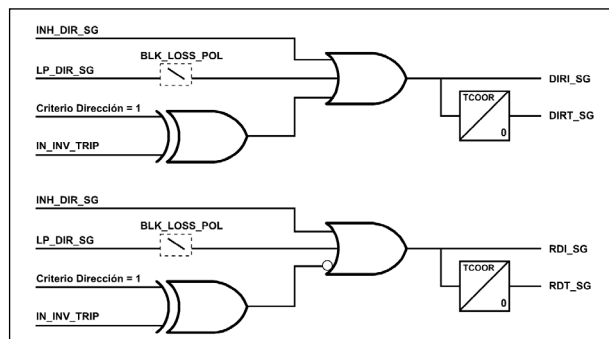 INH_DIR_SG
BLK_LOSS_POL
LP_DIR_SG
DIRI_SG
Criterio Dirección = 1
TCOOR
0
DIRT_SG
IN_INV_TRIP
INH_DIR_SG
BLK_LOSS_POL
LP_DIR_SG
RDI_SG
Criterio Dirección = 1
TCOOR
0
RDT_SG
IN_INV_TRIP